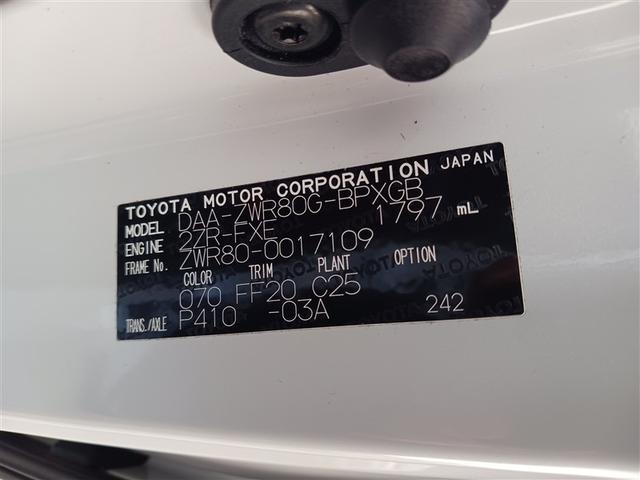 TOYOTA MOTOR CORPORATION JAPAN
MODEL DAA-ZWR80G-BPXGB
ENGINE 2ZR-FXE 1797 mL
FRAME No. ZWR80-0017109
COLOR TRIM PLANT OPTION
070 FF20 C25
TRANS./AXLE P410 -03A 242